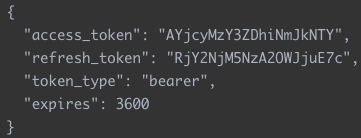 {
  "access_token": "AYjcyMzY3ZDhiNmJkNTY",
  "refresh_token": "RjY2NjM5NzA2OWJjuE7c",
  "token_type": "bearer",
  "expires": 3600
}